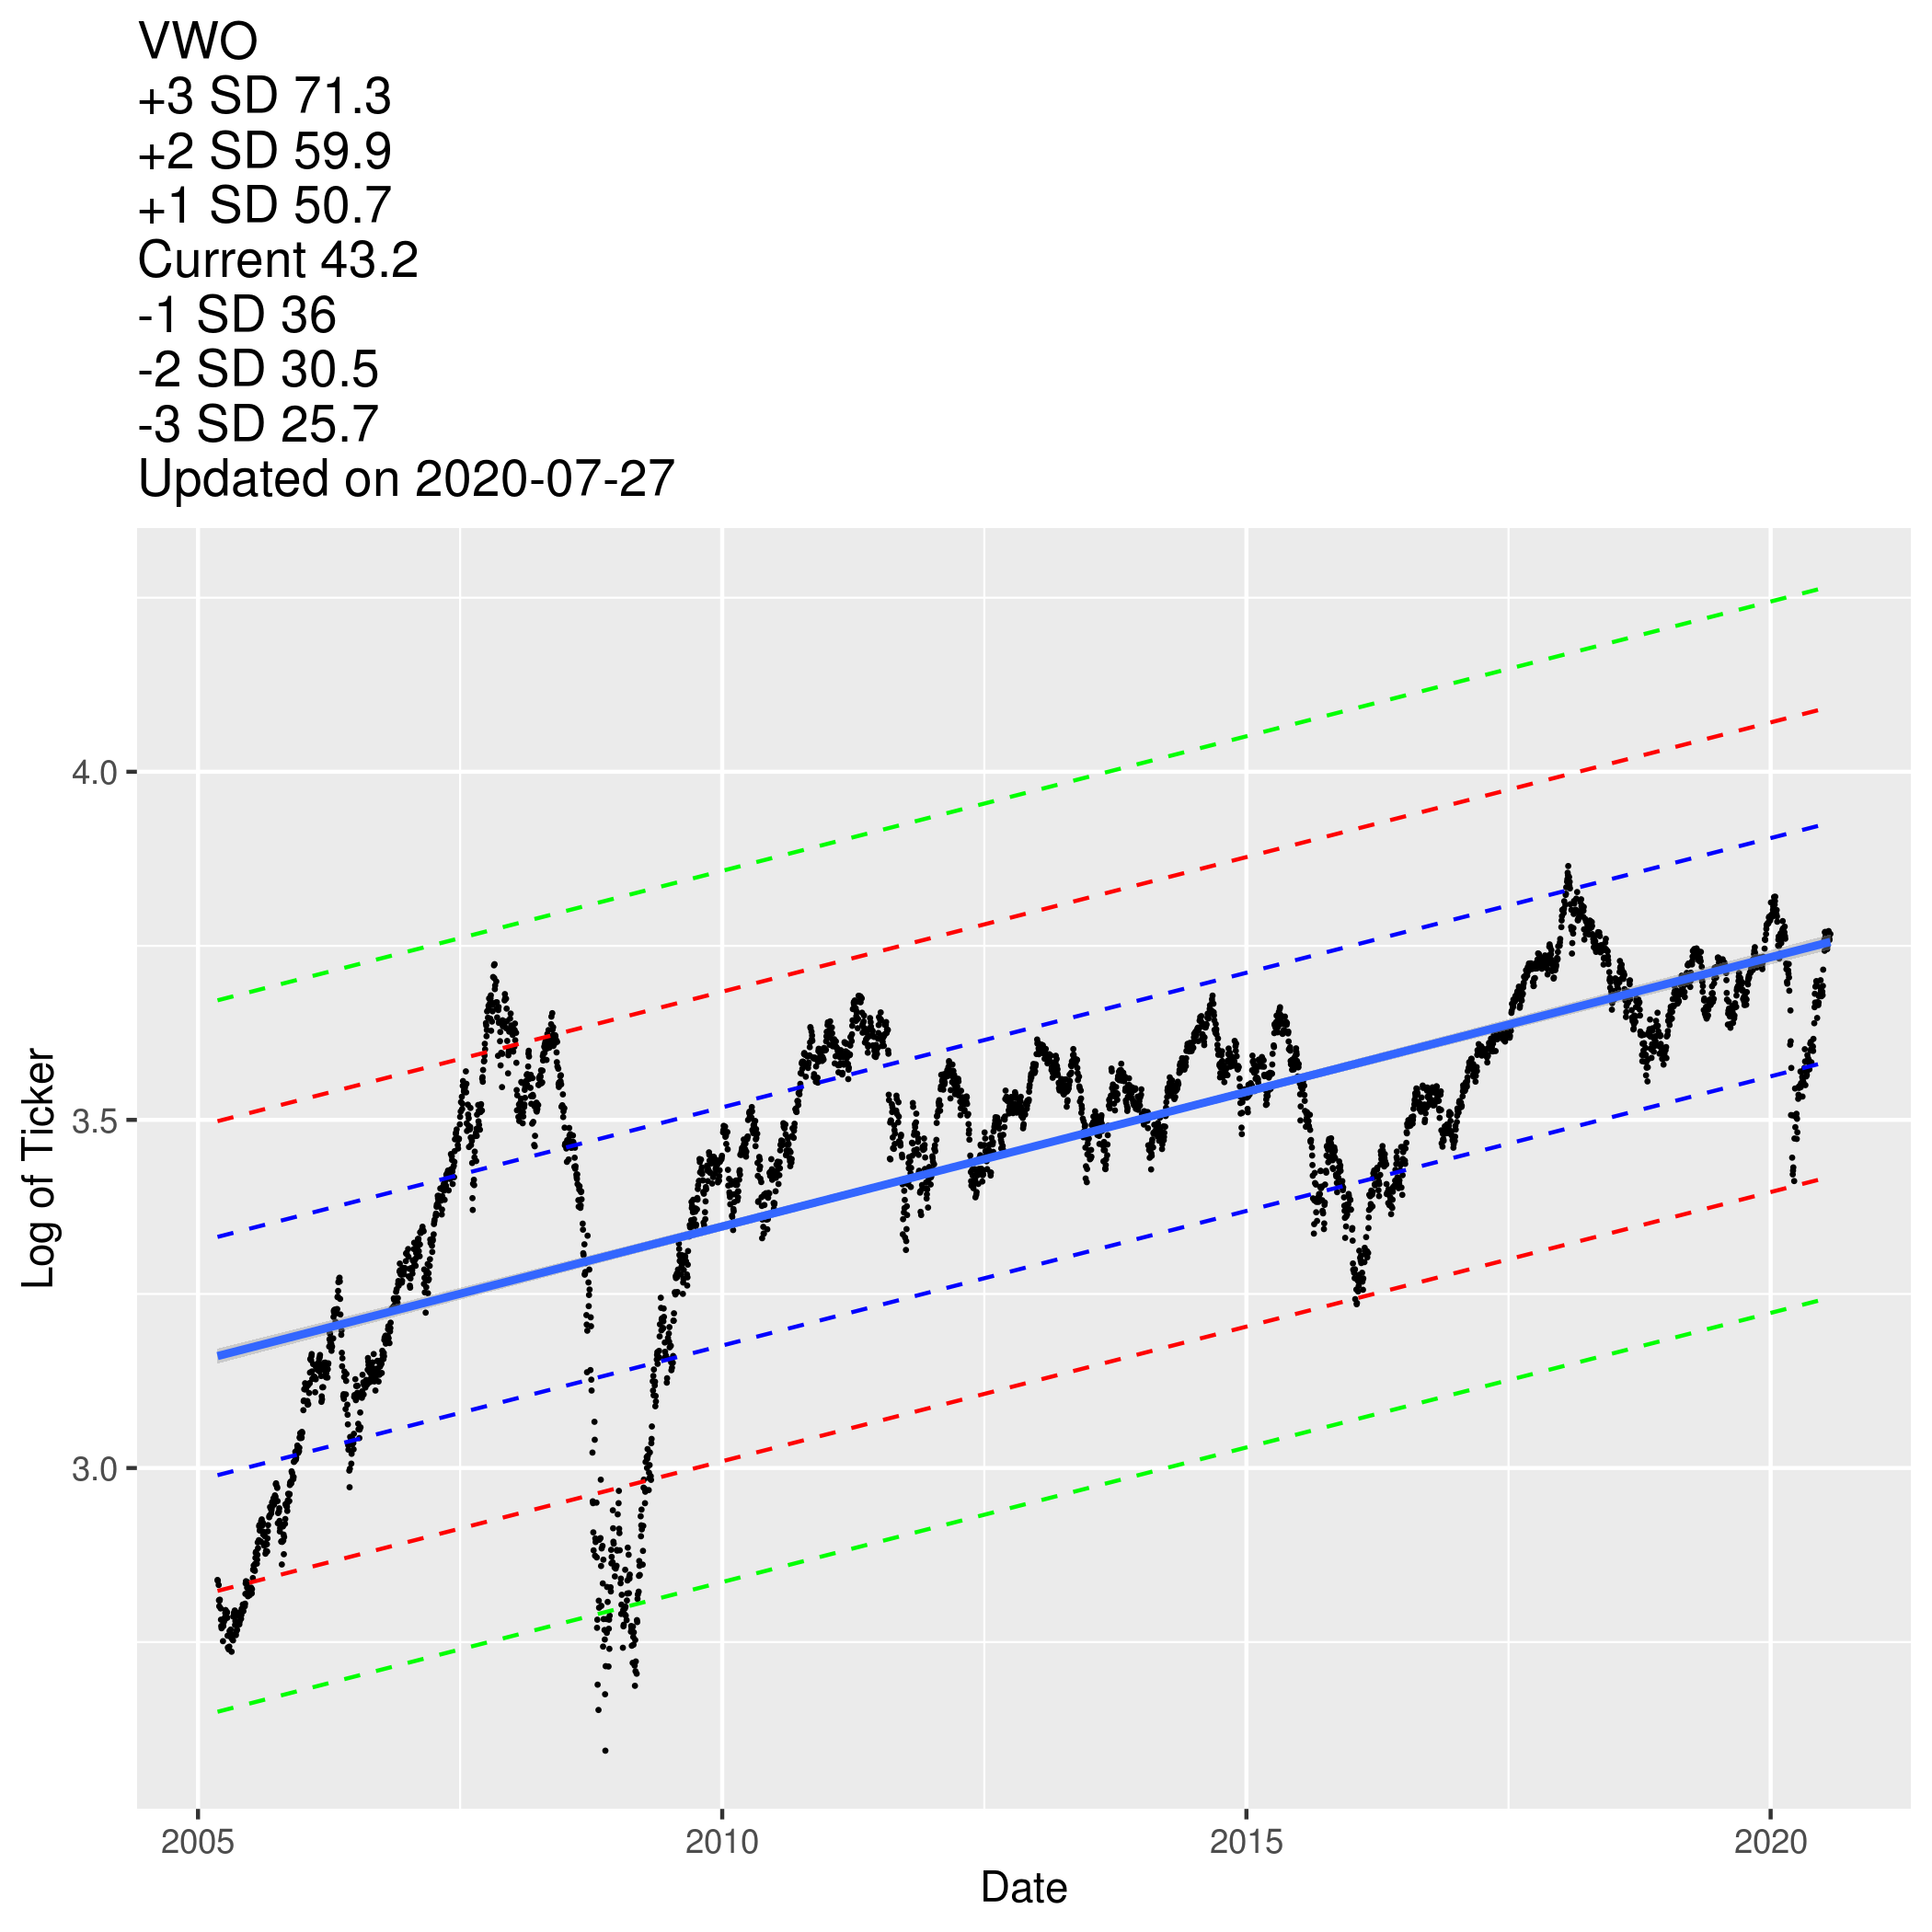 VWO
+3 SD 71.3
+2 SD 59.9
+1 SD 50.7
Current 43.2
-1 SD 36
-2 SD 30.5
-3 SD 25.7
Updated on 2020-07-27
Log of Ticker
4.0
3.5
3.0
2005 2010 2015 2020
Date